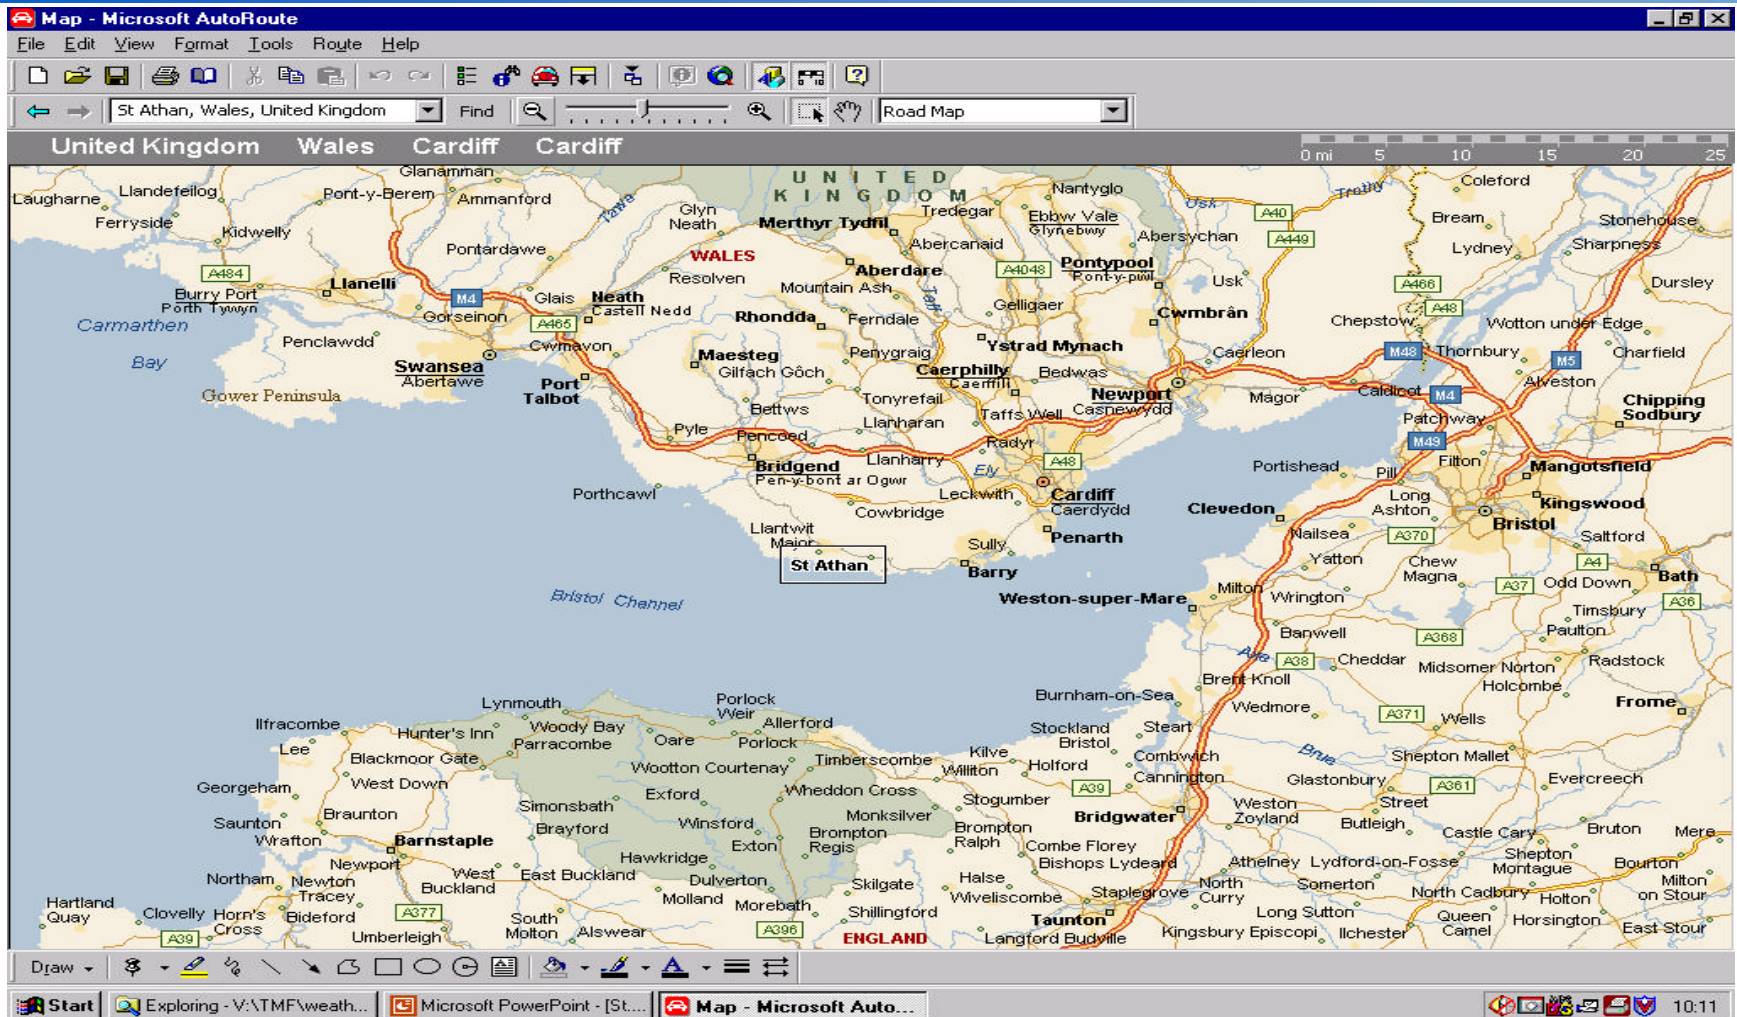 Map - Microsoft AutoRoute
File Edit View Format Tools Route Help
St Athan, Wales, United Kingdom Find Road Map
United Kingdom Wales Cardiff Cardiff
0 mi 5 10 15 20 25
Glanamman
UNITED
KINGDOM
Laugharne
Llandefeilog
Pont-y-Berem
Ammanford
Tawe
Glyn
Neath
Merthyr Tydfil
Tredegar
Nantyglo
Ebbw Vale
Glynebwy
Usk
A40
Trothy
Coleford
Ferryside
Kidwelly
Pontardawe
WALES
Abercanaid
Abersychan
A449
Bream
Stonehouse
Lydney
Sharpness
A484
Llanelli
Resolven
Aberdare
A4048
Pontypool
Pont-y-pwl
Usk
A466
Dursley
Burry Port
Porth Tywyn
M4
Glais
Neath
Castell Nedd
Mountain Ash
Taff
Gelligaer
Cwmbrân
A48
Carmarthen
Bay
Gorseinon
A465
Rhondda
Ferndale
Chepstow
Wotton under Edge
Penclawdd
Cwmavon
Maesteg
Penygraig
Ystrad Mynach
Caerleon
M48
Thornbury
M5
Charfield
Swansea
Abertawe
Port
Talbot
Gilfach Gôch
Caerphilly
Caerffili
Bedwas
Alveston
Gower Peninsula
Tonyrefail
Newport
Casnewydd
Magor
Caldicot
M4
Chipping
Sodbury
Bettws
Llanharan
Taffs Well
Patchway
Pyle
Pencoed
Radyr
M49
Bridgend
Pen-y-bont ar Ogwr
Llanharry
Ely
A48
Portishead
Pill
Filton
Mangotsfield
Porthcawl
Leckwith
Cardiff
Caerdydd
Clevedon
Long
Ashton
Kingswood
Cowbridge
Bristol
Llantwit
Major
Sully
Penarth
Nailsea
A370
Saltford
St Athan
Barry
Yatton
Chew
Magna
A4
Bath
A37
Odd Down
Bristol Channel
Weston-super-Mare
Milton
Wrington
A36
Timsbury
Banwell
A368
Paulton
Axe
A38
Cheddar
Midsomer Norton
Radstock
Brent Knoll
Holcombe
Lynmouth
Porlock
Weir
Burnham-on-Sea
Wedmore
A371
Wells
Frome
Ilfracombe
Hunter's Inn
Woody Bay
Allerford
Stockland
Bristol
Steart
Lee
Parracombe
Oare
Porlock
Kilve
Combwich
Brue
Shepton Mallet
Blackmoor Gate
Wootton Courtenay
Timberscombe
Williton
Holford
Cannington
Glastonbury
A361
Evercreech
Georgeham
West Down
Exford
Wheddon Cross
Stogumber
A39
Weston
Zoyland
Street
Saunton
Braunton
Simonsbath
Monksilver
Bridgwater
Butleigh
Castle Cary
Bruton
Mere
Wrafton
Barnstaple
Brayford
Winsford
Brompton
Regis
Brompton
Ralph
Combe Florey
Exton
Bishops Lydeard
Athelney
Lydford-on-Fosse
Shepton
Montague
Bourton
Newport
Hawkridge
Northam
Newton
Tracey
West
Buckland
East Buckland
Dulverton
Skilgate
Halse
Wiveliscombe
Staplegrove
North
Curry
Somerton
North Cadbury
Holton
Milton
on Stour
Hartland
Quay
Clovelly
Horn's
Cross
Bideford
A377
South
Molton
Molland
Morebath
Shillingford
Taunton
Long Sutton
Queen
Camel
Horsington
East Stour
A39
Umberleigh
Alswear
A396
ENGLAND
Langford Budville
Kingsbury Episcopi
Ilchester
Draw
Start Exploring - V:\TMF\weath... Microsoft PowerPoint - [St.... Map - Microsoft Auto... 10:11